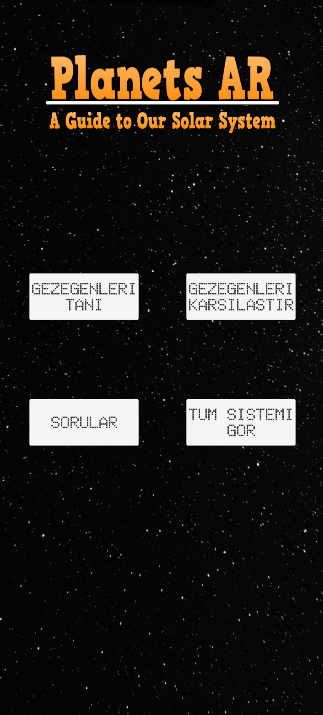 Planets AR
A Guide to Our Solar System
GEZEGENLERI
TANI
GEZEGENLERI
KARSILASTIR
SORULAR
TUM SISTEMI
GOR